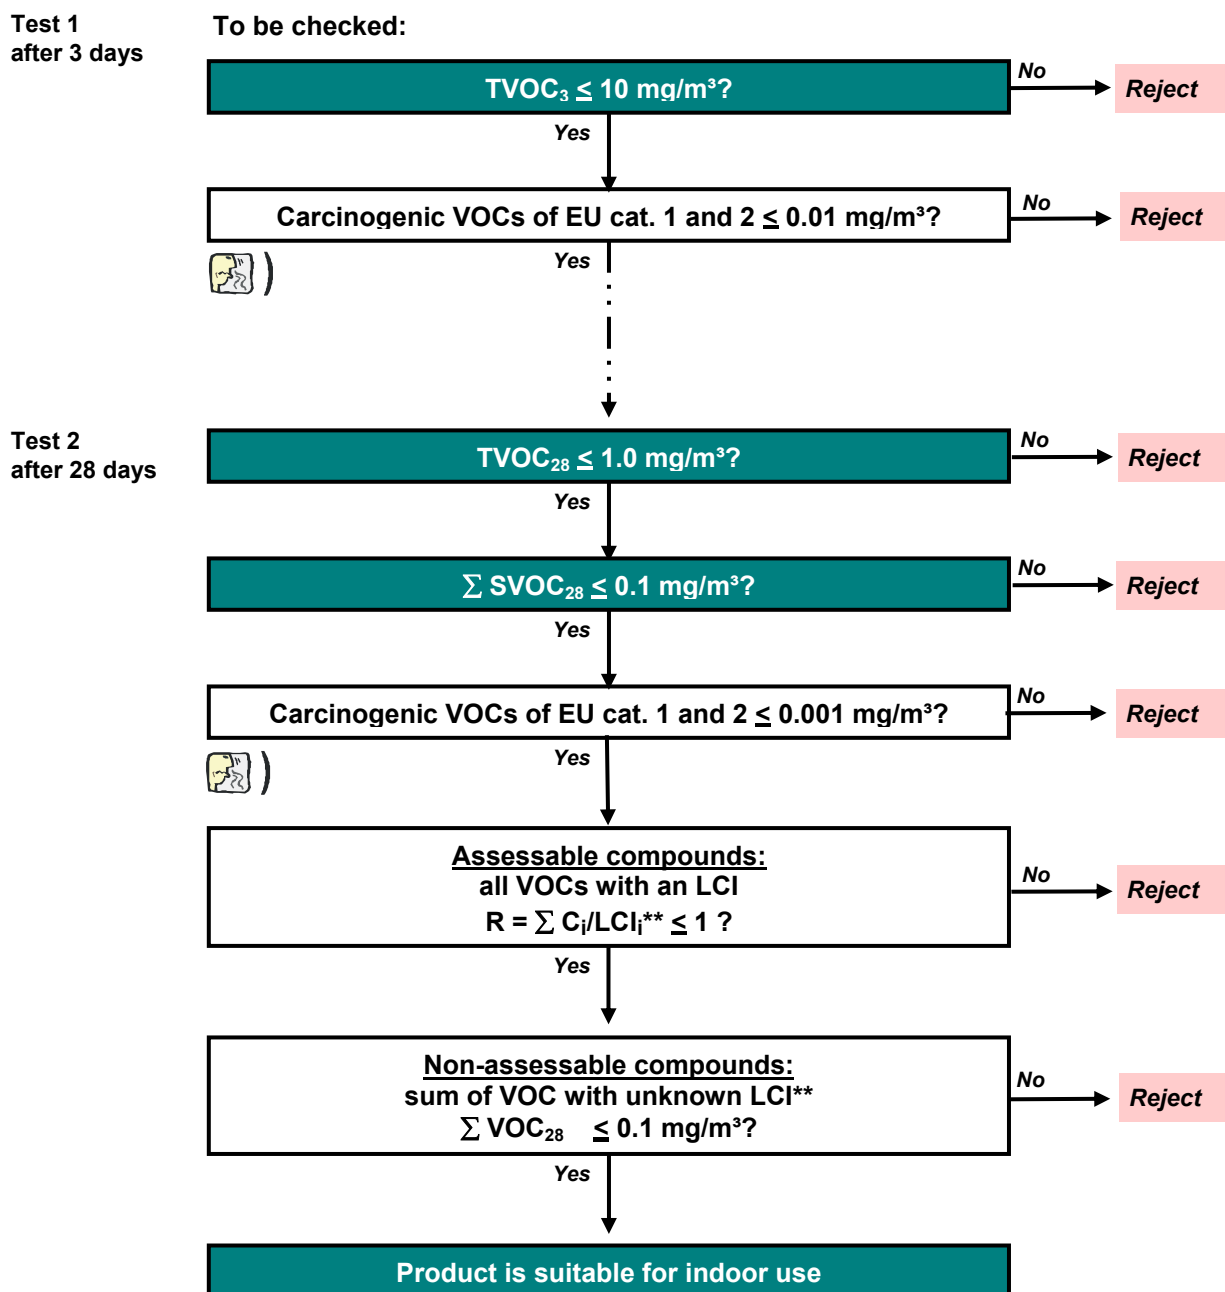 Test 1
after 3 days
To be checked:
TVOC₃ ≤ 10 mg/m³?
No
Reject
Yes
Carcinogenic VOCs of EU cat. 1 and 2 ≤ 0.01 mg/m³?
No
Reject
Yes
)
Test 2
after 28 days
TVOC₂₈ ≤ 1.0 mg/m³?
No
Reject
Yes
∑ SVOC₂₈ ≤ 0.1 mg/m³?
No
Reject
Yes
Carcinogenic VOCs of EU cat. 1 and 2 ≤ 0.001 mg/m³?
No
Reject
Yes
)
Assessable compounds:
all VOCs with an LCI
R = ∑ Cᵢ/LCIᵢ** ≤ 1 ?
No
Reject
Yes
Non-assessable compounds:
sum of VOC with unknown LCI**
∑ VOC₂₈ ≤ 0.1 mg/m³?
No
Reject
Yes
Product is suitable for indoor use